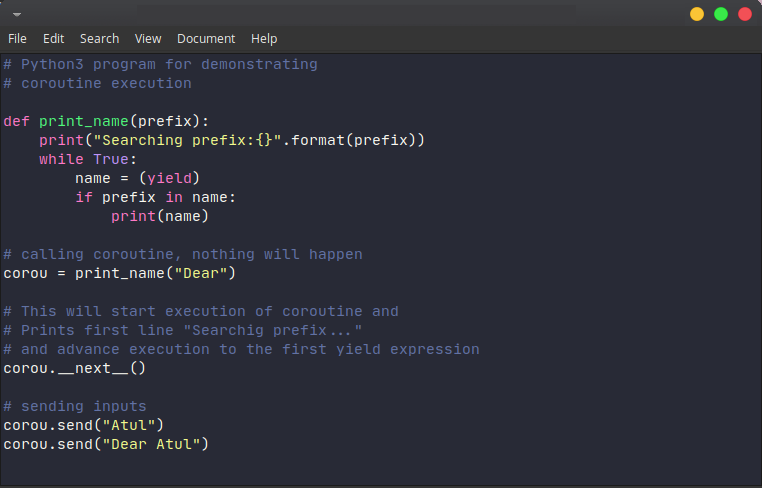 File Edit Search View Document Help
# Python3 program for demonstrating
# coroutine execution

def print_name(prefix):
    print("Searching prefix:{}".format(prefix))
    while True:
        name = (yield)
        if prefix in name:
            print(name)

# calling coroutine, nothing will happen
corou = print_name("Dear")

# This will start execution of coroutine and
# Prints first line "Searchig prefix..."
# and advance execution to the first yield expression
corou.__next__()

# sending inputs
corou.send("Atul")
corou.send("Dear Atul")